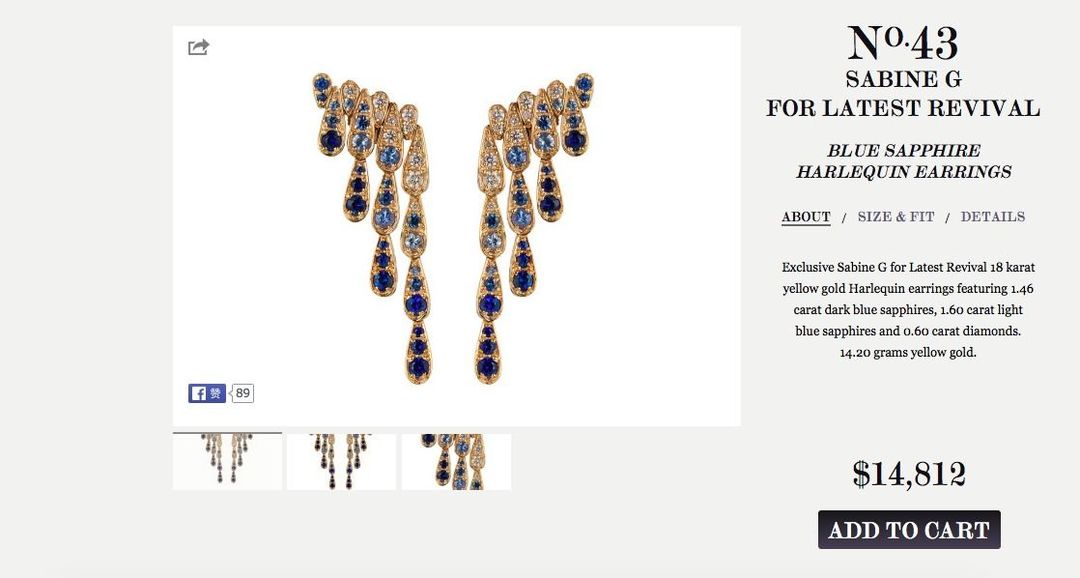 Nº.43
SABINE G
FOR LATEST REVIVAL
BLUE SAPPHIRE
HARLEQUIN EARRINGS
ABOUT / SIZE & FIT / DETAILS
Exclusive Sabine G for Latest Revival 18 karat
yellow gold Harlequin earrings featuring 1.46
carat dark blue sapphires, 1.60 carat light
blue sapphires and 0.60 carat diamonds.
14.20 grams yellow gold.
f 赞 89
$14,812
ADD TO CART